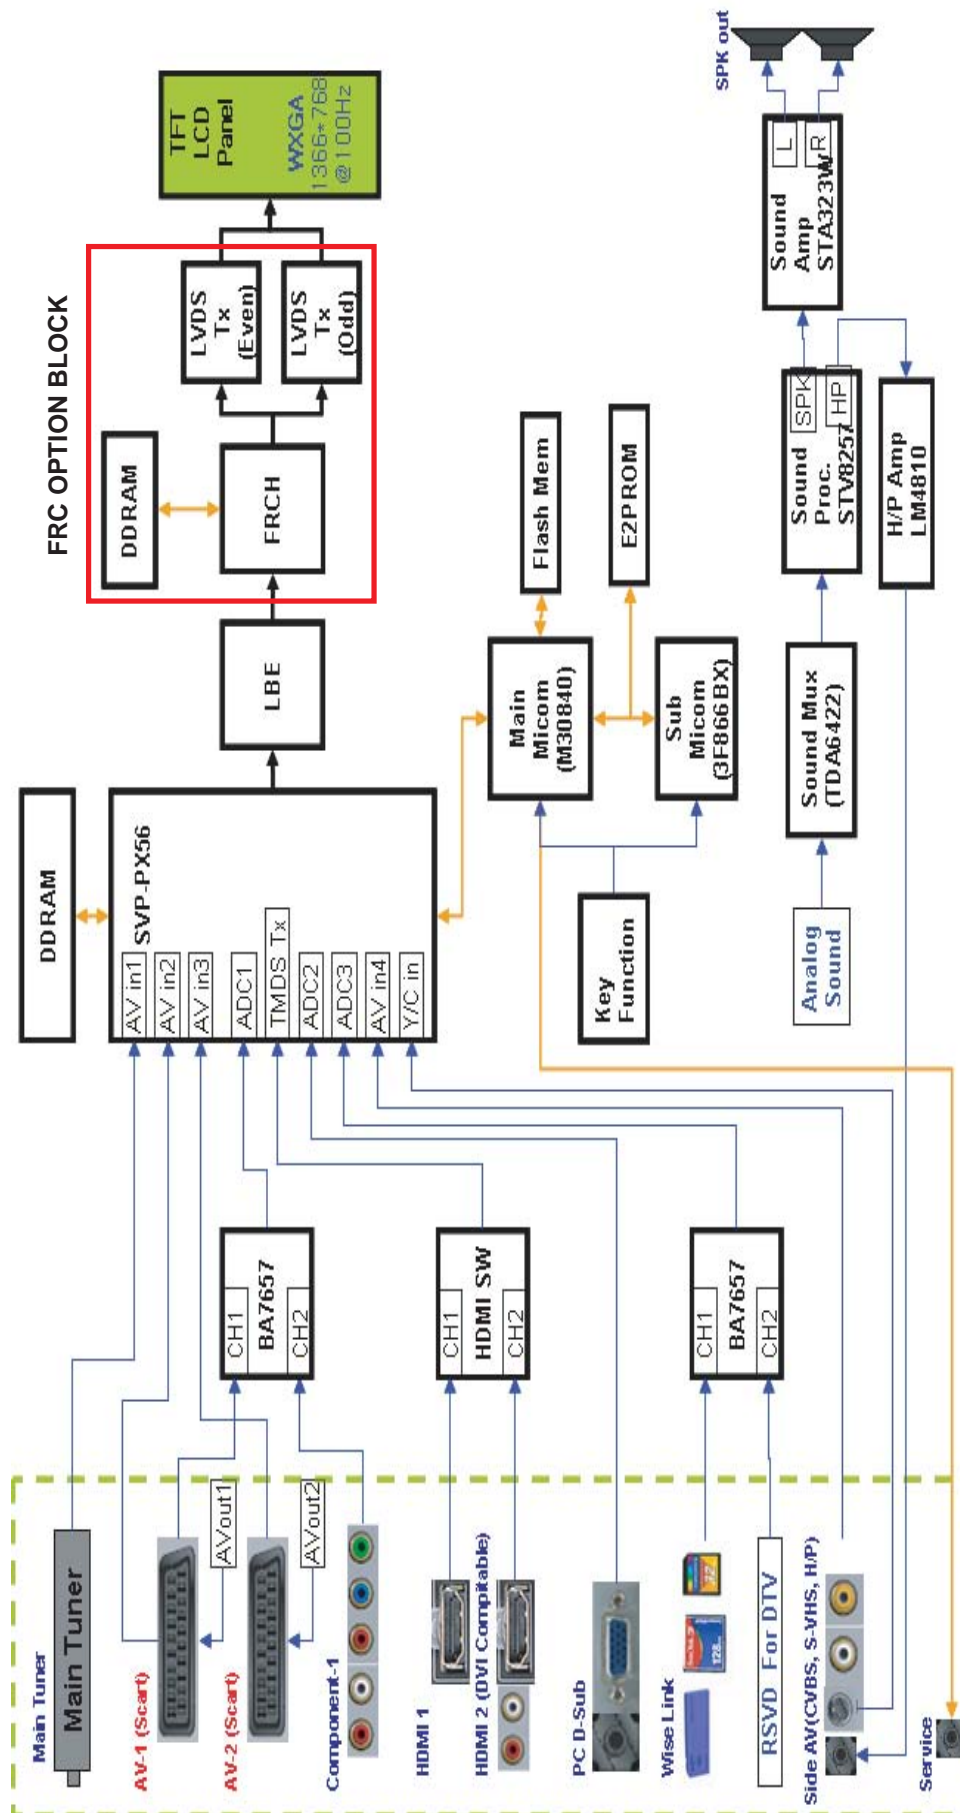 Main Tuner
Main Tuner
AV-1 (Scart)
AVout1
AV-2 (Scart)
AVout2
Component-1
HDMI 1
HDMI 2 (DVI Compitable)
PC D-Sub
Wise Link
RSVD For DTV
Side AV(CVBS, S-VHS, H/P)
Service
CH1
BA7657
CH2
CH1
HDMI SW
CH2
CH1
BA7657
CH2
DDRAM
SVP-PX56
AV in1
AV in2
AV in3
ADC1
TMDS Tx
ADC2
ADC3
AV in4
Y/C in
Key
Function
Analog
Sound
LBE
Main
Micom
(M30840)
Sub
Micom
(3F866BX)
Sound Mux
(TDA6422)
FRC OPTION BLOCK
DDRAM
FRCH
LVDS
Tx
(Even)
LVDS
Tx
(Odd)
Flash Mem
E2PROM
Sound
Proc.
STV8257
SPK
HP
H/P Amp
LM4810
TFT
LCD
Panel
WXGA
1366*768
@100Hz
Sound
Amp
STA323W
L
R
SPK out